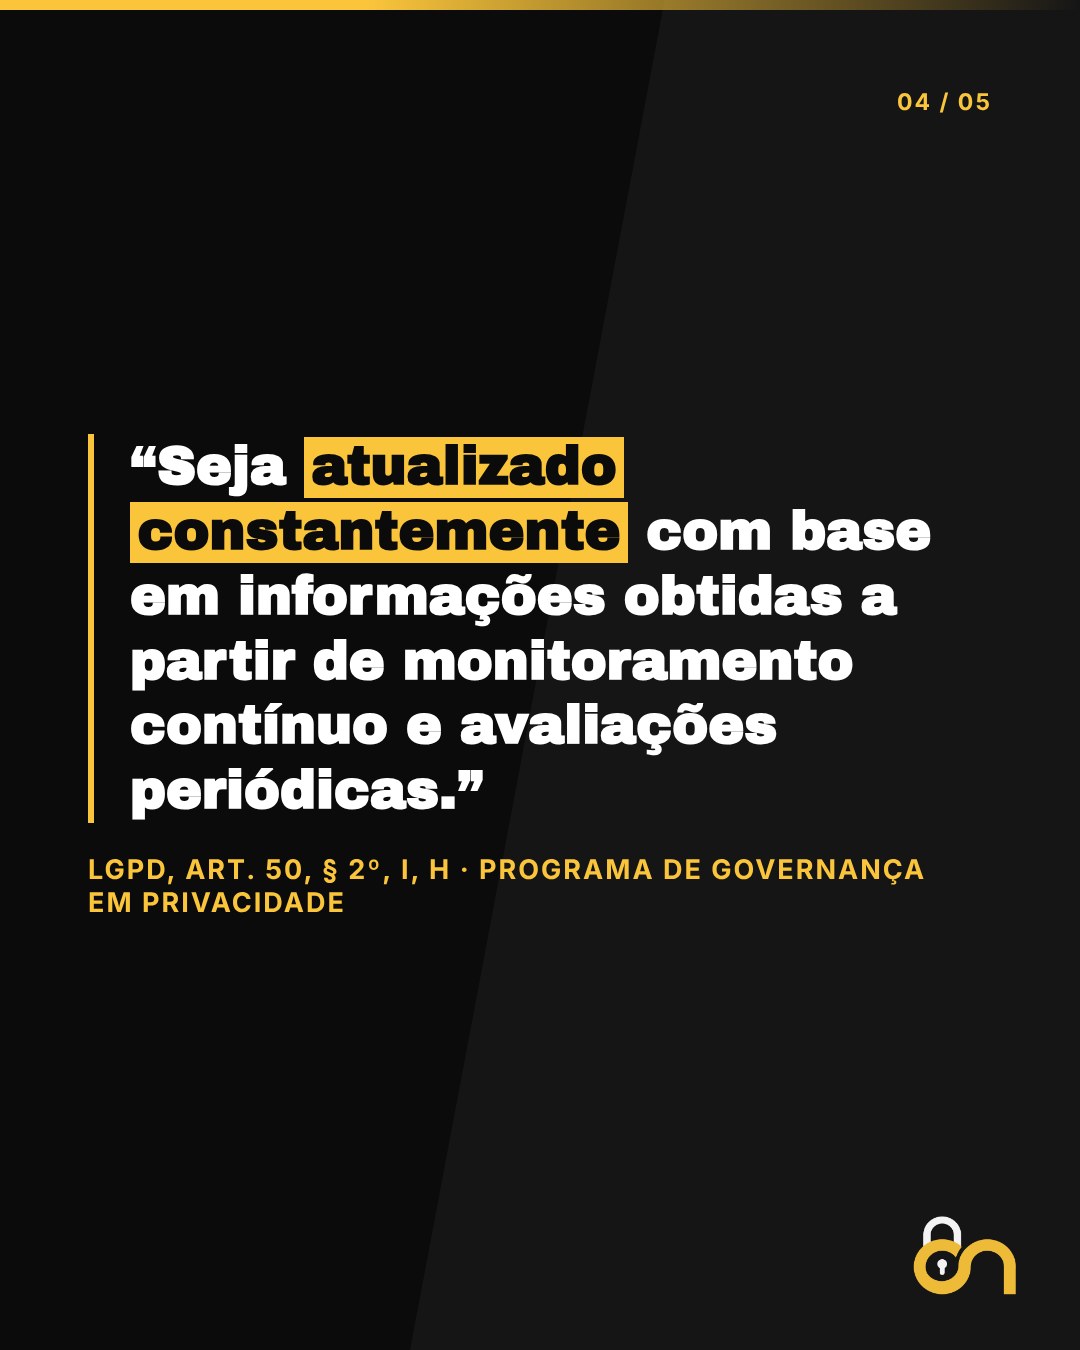 04 / 05
“Seja atualizado
constantemente com base
em informações obtidas a
partir de monitoramento
contínuo e avaliações
periódicas.”
LGPD, ART. 50, § 2º, I, H · PROGRAMA DE GOVERNANÇA
EM PRIVACIDADE
on